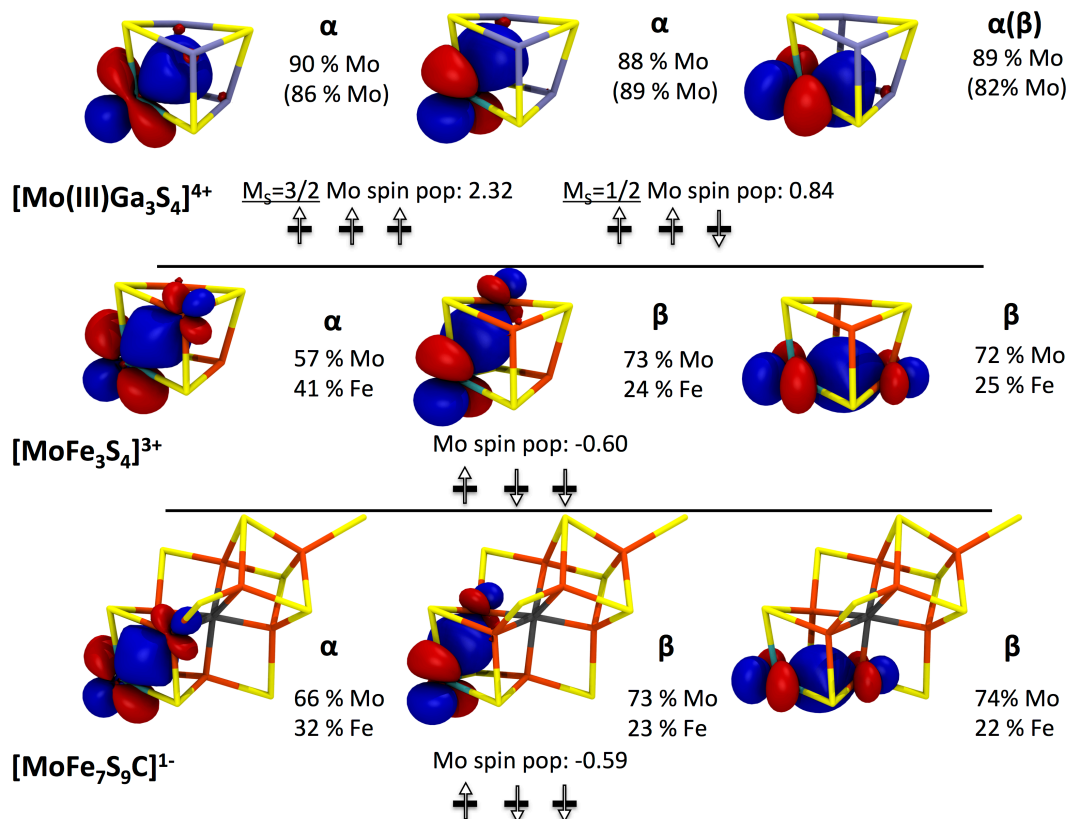 α
90 % Mo
(86 % Mo)
α
88 % Mo
(89 % Mo)
α(β)
89 % Mo
(82% Mo)
[Mo(III)Ga₃S₄]⁴⁺
M_S=3/2 Mo spin pop: 2.32
M_S=1/2 Mo spin pop: 0.84
α
57 % Mo
41 % Fe
β
73 % Mo
24 % Fe
β
72 % Mo
25 % Fe
[MoFe₃S₄]³⁺
Mo spin pop: -0.60
α
66 % Mo
32 % Fe
β
73 % Mo
23 % Fe
β
74% Mo
22 % Fe
[MoFe₇S₉C]¹⁻
Mo spin pop: -0.59